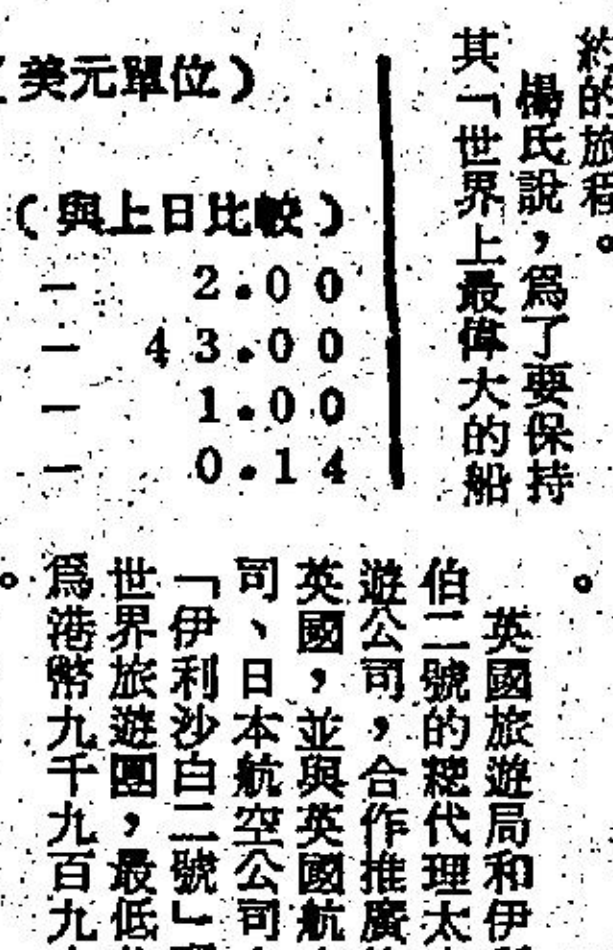 約的旅程。
楊氏說，爲了要保持
其「世界上最偉大的船
（美元單位）
（與上日比較）
— 2.00
— 43.00
— 1.00
— 0.14
。
英國旅遊局和伊
伯二號的總代理太
遊公司，合作推廣
英國，並與英國航
司、日本航空公司
「伊利沙白二號」
世界旅遊團，最低
爲港幣九千九百九
。